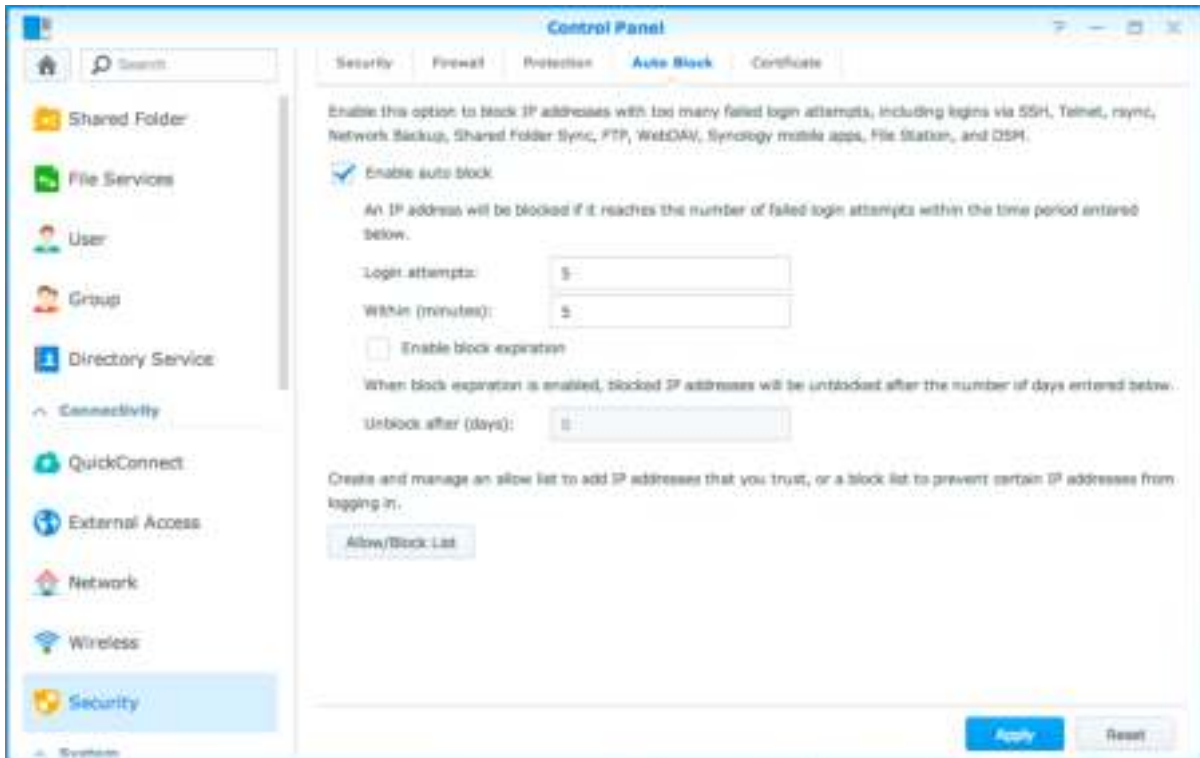 Control Panel
Search
Security Firewall Protection Auto Block Certificate
Shared Folder
File Services
User
Group
Directory Service
Connectivity
QuickConnect
External Access
Network
Wireless
Security
System
Enable this option to block IP addresses with too many failed login attempts, including logins via SSH, Telnet, rsync,
Network Backup, Shared Folder Sync, FTP, WebDAV, Synology mobile apps, File Station, and DSM.
Enable auto block
An IP address will be blocked if it reaches the number of failed login attempts within the time period entered
below.
Login attempts: 5
Within (minutes): 5
Enable block expiration
When block expiration is enabled, blocked IP addresses will be unblocked after the number of days entered below.
Unblock after (days): 0
Create and manage an allow list to add IP addresses that you trust, or a block list to prevent certain IP addresses from
logging in.
Allow/Block List
Apply Reset